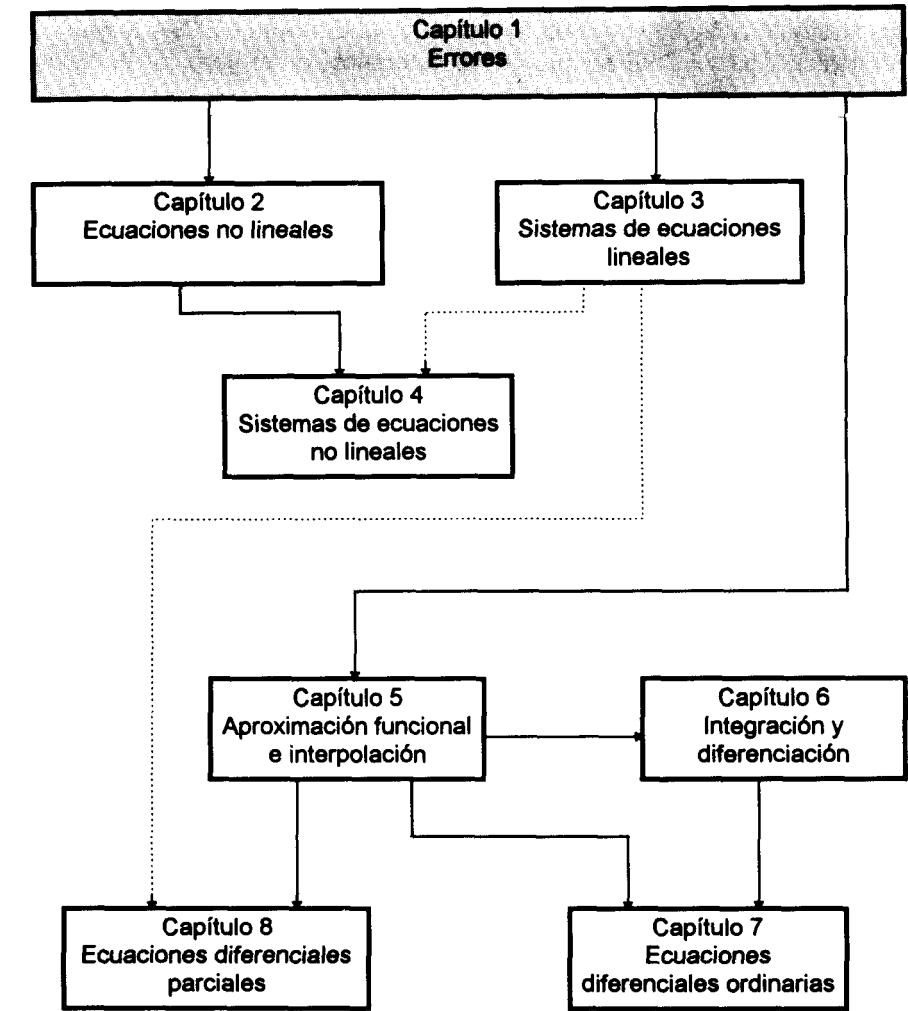 Capítulo 1
Errores
Capítulo 2
Ecuaciones no lineales
Capítulo 3
Sistemas de ecuaciones
lineales
Capítulo 4
Sistemas de ecuaciones
no lineales
Capítulo 5
Aproximación funcional
e interpolación
Capítulo 6
Integración y
diferenciación
Capítulo 8
Ecuaciones diferenciales
parciales
Capítulo 7
Ecuaciones
diferenciales ordinarias